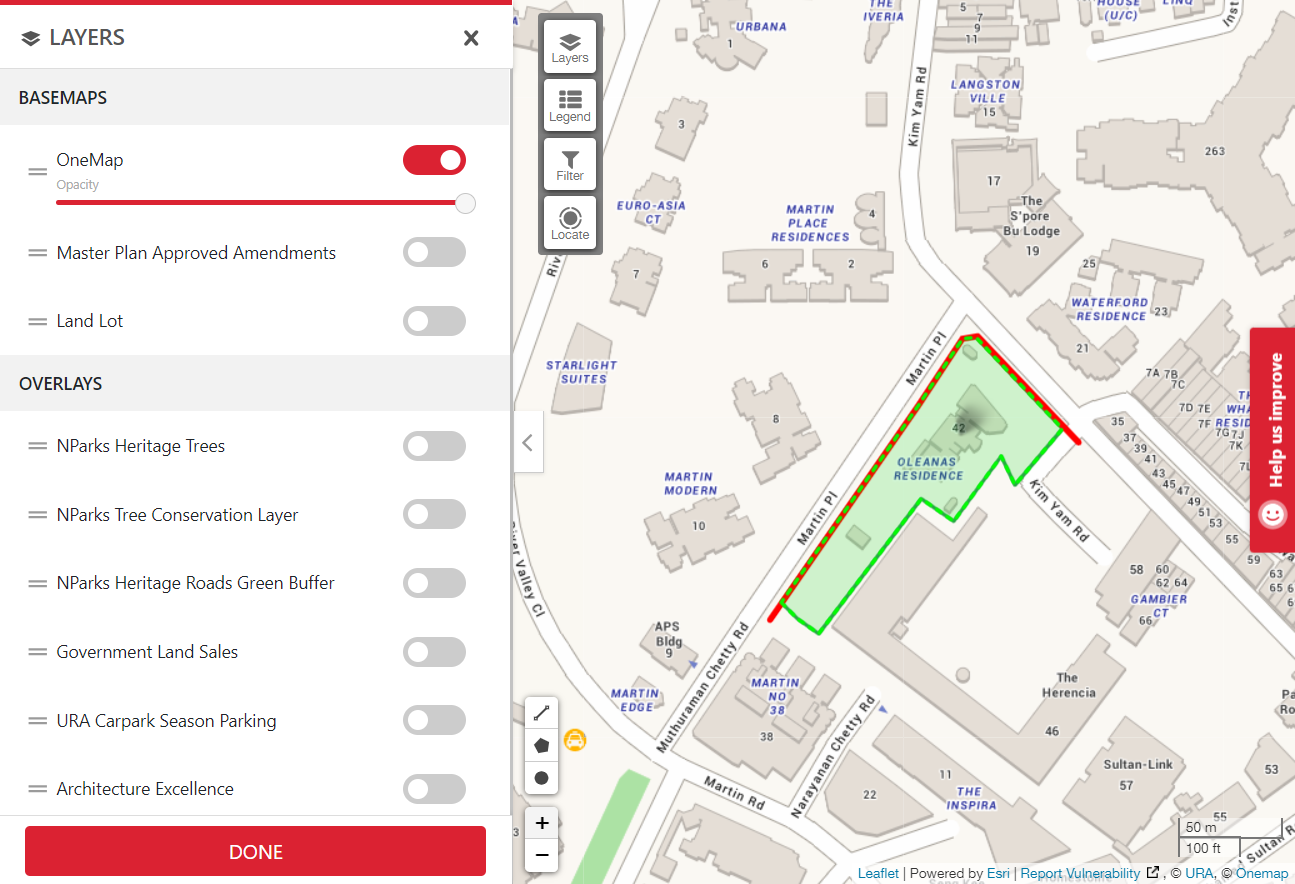 LAYERS
BASEMAPS
OneMap
Opacity
Master Plan Approved Amendments
Land Lot
OVERLAYS
NParks Heritage Trees
NParks Tree Conservation Layer
NParks Heritage Roads Green Buffer
Government Land Sales
URA Carpark Season Parking
Architecture Excellence
DONE
Layers
Legend
Filter
Locate
URBANA
1
THE
IVERIA
5
7
9
11
HOUSE
(U/C)
Kim Yam Rd
LANGSTON
VILLE
15
3
263
17
The
S'pore
Bu Lodge
19
EURO-ASIA
CT
MARTIN
PLACE
RESIDENCES
4
6
2
7
25
WATERFORD
RESIDENCE
23
21
Martin Pl
STARLIGHT
SUITES
7A
7B
7C
7D
7E
7F
7G
7J
7K
8
42
OLEANAS
RESIDENCE
35
37
39
41
43
45
47
49
51
53
55
59
63
65
MARTIN
MODERN
10
Martin Pl
Kim Yam Rd
58
60
62
64
GAMBIER
CT
66
River Valley Cl
APS
Bldg
9
Muthuraman Chetty Rd
MARTIN
EDGE
MARTIN
NO
38
38
The
Herencia
46
Narayanan Chetty Rd
Martin Rd
22
11
THE
INSPIRA
Sultan-Link
57
53
55
Help us improve
+
−
50 m
100 ft
Leaflet | Powered by Esri | Report Vulnerability , © URA, © Onemap